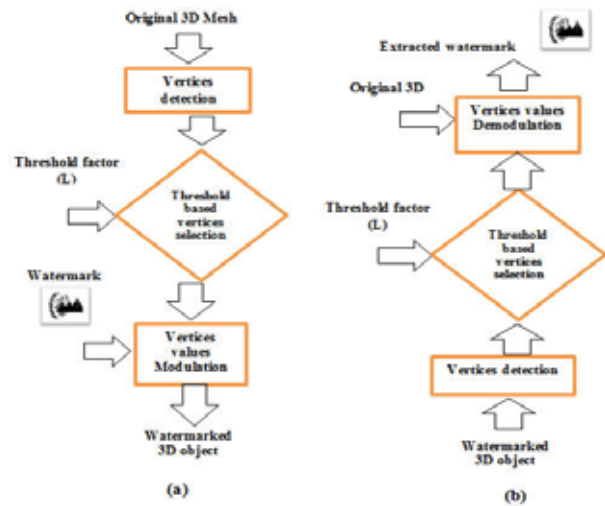 Original 3D Mesh
Vertices
detection
Threshold factor
(L)
Threshold
based
vertices
selection
Watermark
Vertices
values
Modulation
Watermarked
3D object
(a)
Extracted watermark
Original 3D
Vertices values
Demodulation
Threshold factor
(L)
Threshold
based
vertices
selection
Vertices detection
Watermarked
3D object
(b)